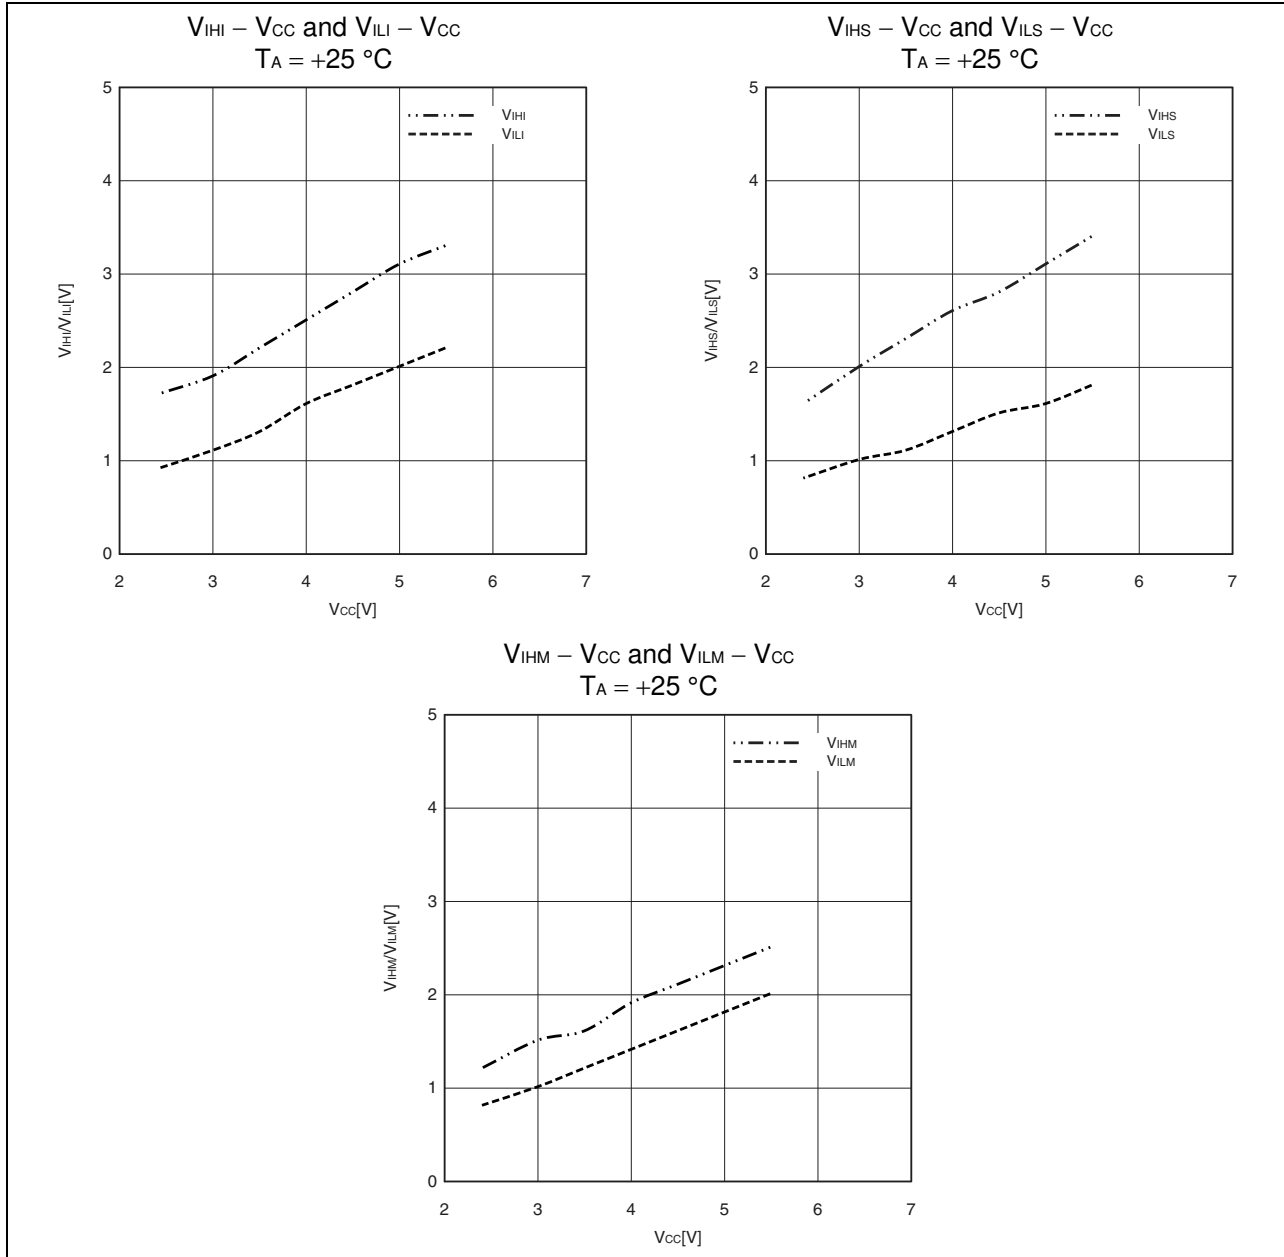 VIHI – VCC and VILI – VCC
TA = +25 °C
VIHI
VILI
5
4
3
2
1
0
VIHI/VILI[V]
2 3 4 5 6 7
VCC[V]
VIHS – VCC and VILS – VCC
TA = +25 °C
VIHS
VILS
5
4
3
2
1
0
VIHS/VILS[V]
2 3 4 5 6 7
VCC[V]
VIHM – VCC and VILM – VCC
TA = +25 °C
VIHM
VILM
5
4
3
2
1
0
VIHM/VILM[V]
2 3 4 5 6 7
VCC[V]